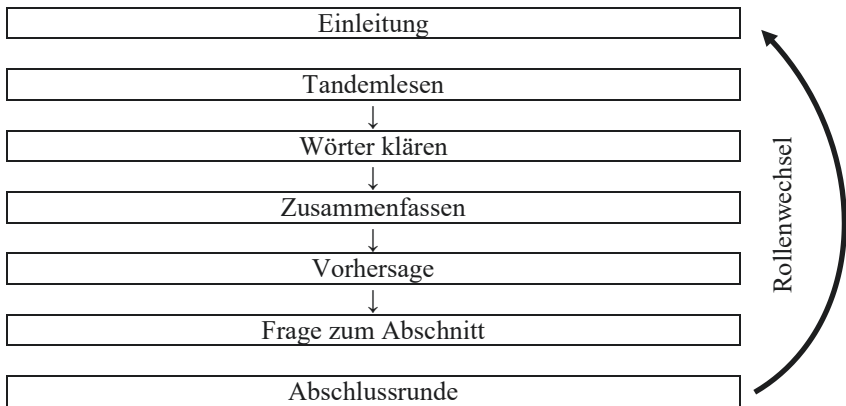 Einleitung
Tandemlesen
↓
Wörter klären
↓
Zusammenfassen
↓
Vorhersage
↓
Frage zum Abschnitt
Abschlussrunde
Rollenwechsel